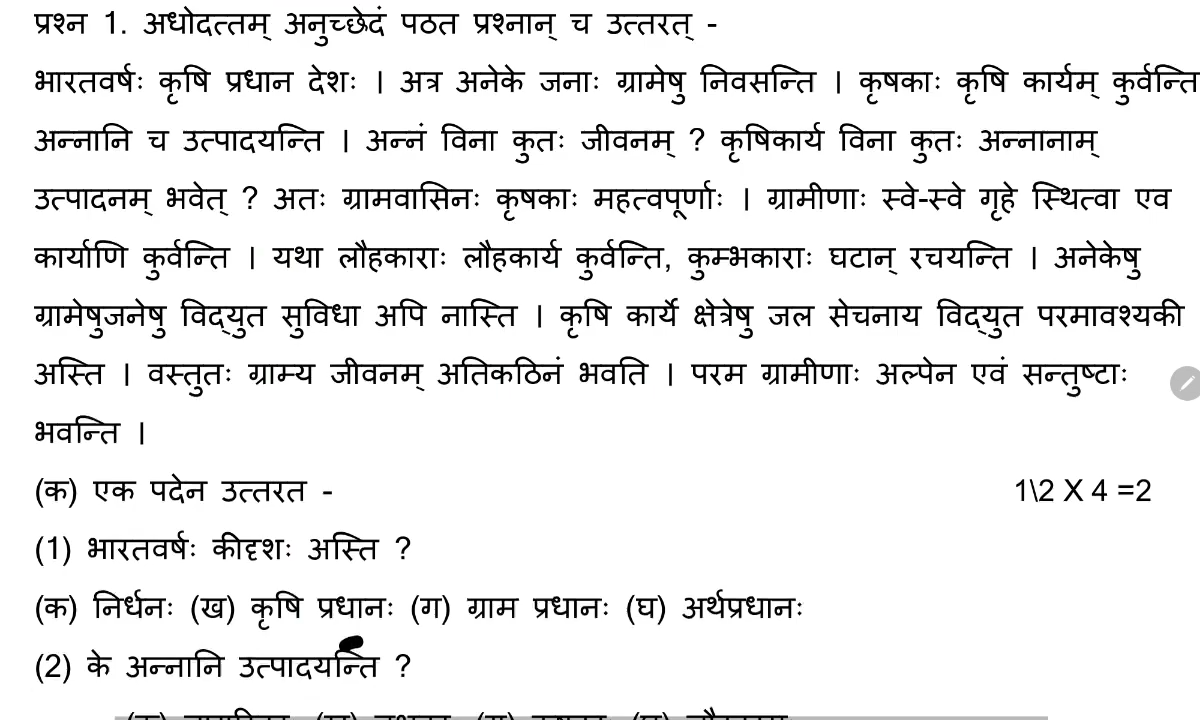 प्रश्न 1. अधोदत्तम् अनुच्छेदं पठत प्रश्नान् च उत्तरत् -
भारतवर्षः कृषि प्रधान देशः । अत्र अनेके जनाः ग्रामेषु निवसन्ति । कृषकाः कृषि कार्यम् कुर्वन्ति
अन्नानि च उत्पादयन्ति । अन्नं विना कुतः जीवनम् ? कृषिकार्य विना कुतः अन्नानाम्
उत्पादनम् भवेत् ? अतः ग्रामवासिनः कृषकाः महत्वपूर्णाः । ग्रामीणाः स्वे-स्वे गृहे स्थित्वा एव
कार्याणि कुर्वन्ति । यथा लौहकाराः लौहकार्य कुर्वन्ति, कुम्भकाराः घटान् रचयन्ति । अनेकेषु
ग्रामेषुजनेषु विद्युत सुविधा अपि नास्ति । कृषि कार्ये क्षेत्रेषु जल सेचनाय विद्युत परमावश्यकी
अस्ति । वस्तुतः ग्राम्य जीवनम् अतिकठिनं भवति । परम ग्रामीणाः अल्पेन एवं सन्तुष्टाः
भवन्ति ।
(क) एक पदेन उत्तरत - 1\2 X 4 =2
(1) भारतवर्षः कीदृशः अस्ति ?
(क) निर्धनः (ख) कृषि प्रधानः (ग) ग्राम प्रधानः (घ) अर्थप्रधानः
(2) के अन्नानि उत्पादयन्ति ?